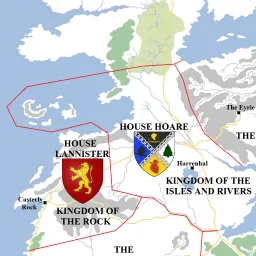 The Eyrie
HOUSE HOARE
THE
HOUSE
LANNISTER
Harrenhal
KINGDOM OF THE
ISLES AND RIVERS
Casterly
Rock
KINGDOM OF
THE ROCK
THE